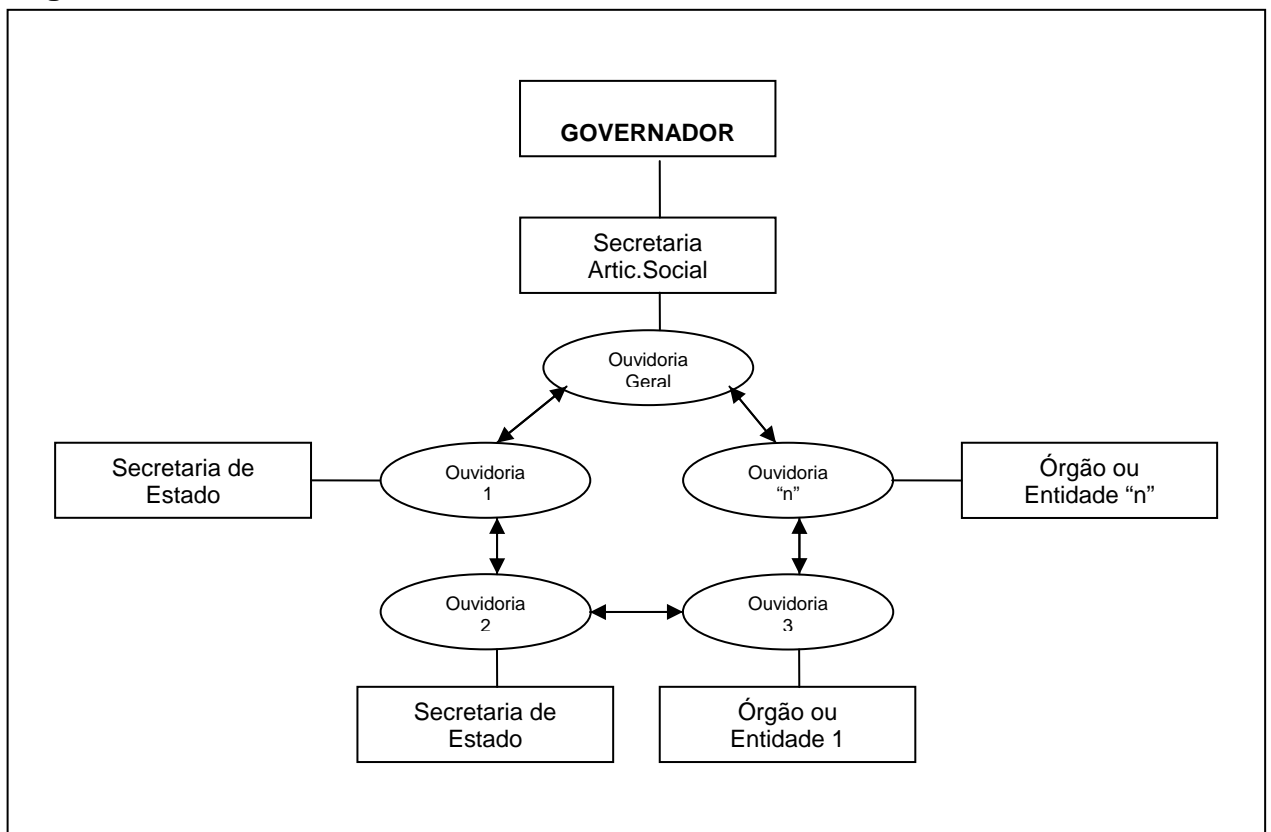 GOVERNADOR
Secretaria
Artic.Social
Ouvidoria
Geral
Secretaria de
Estado
Ouvidoria
1
Ouvidoria
“n”
Órgão ou
Entidade “n”
Ouvidoria
2
Ouvidoria
3
Secretaria de
Estado
Órgão ou
Entidade 1